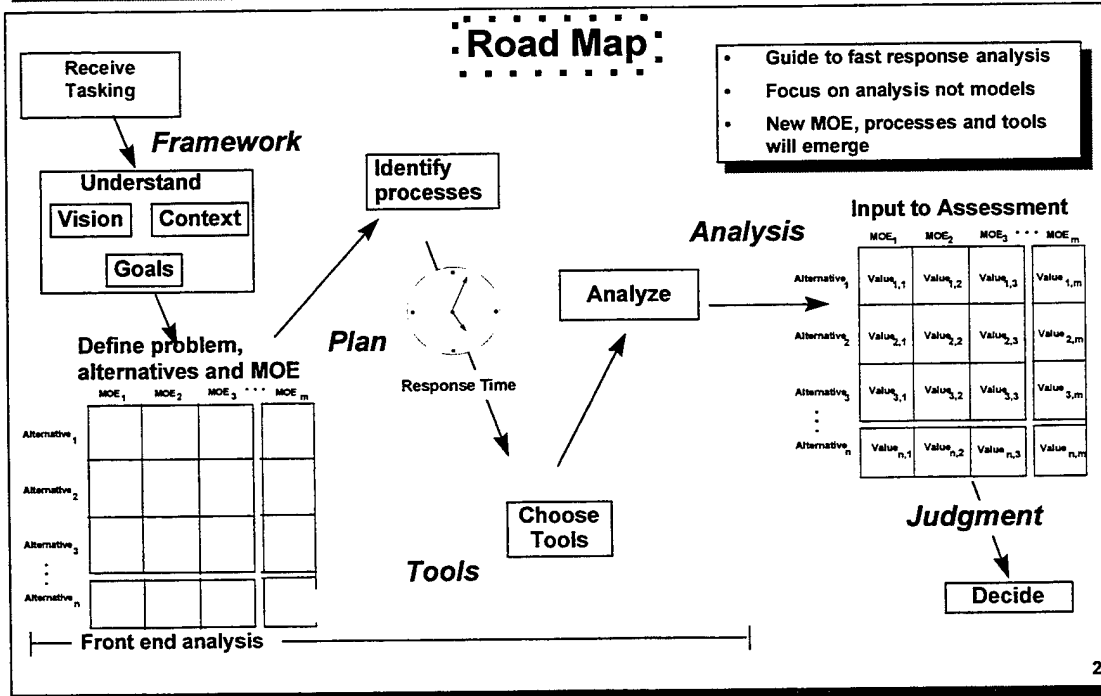 Road Map
Receive
Tasking
• Guide to fast response analysis
• Focus on analysis not models
• New MOE, processes and tools
will emerge
Framework
Understand
Vision Context
Goals
Define problem,
alternatives and MOE
MOE1 MOE2 MOE3 ••• MOEm
Alternative1
Alternative2
Alternative3
Alternativen
Front end analysis
Identify
processes
Plan
Response Time
Choose
Tools
Tools
Analyze
Analysis
Input to Assessment
MOE1 MOE2 MOE3 ••• MOEm
Alternative1 Value1,1 Value1,2 Value1,3 Value1,m
Alternative2 Value2,1 Value2,2 Value2,3 Value2,m
Alternative3 Value3,1 Value3,2 Value3,3 Value3,m
Alternativen Valuen,1 Valuen,2 Valuen,3 Valuen,m
Judgment
Decide
2